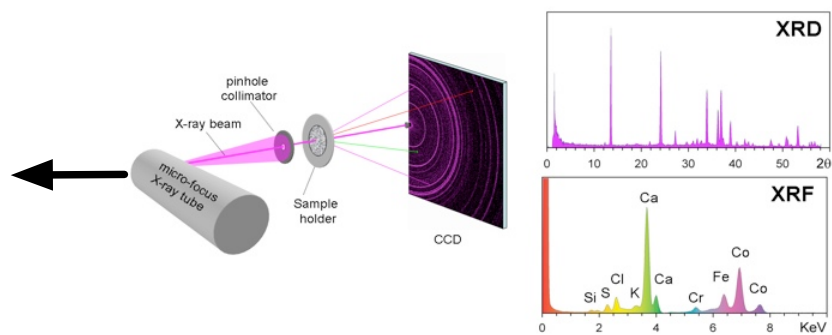 XRD
pinhole
collimator
X-ray beam
micro-focus
X-ray tube
Sample
holder
CCD
0 10 20 30 40 50 2θ
XRF
Ca
Co
Cl
Fe
Si
S
K
Ca
Cr
Co
0 2 4 6 8 KeV